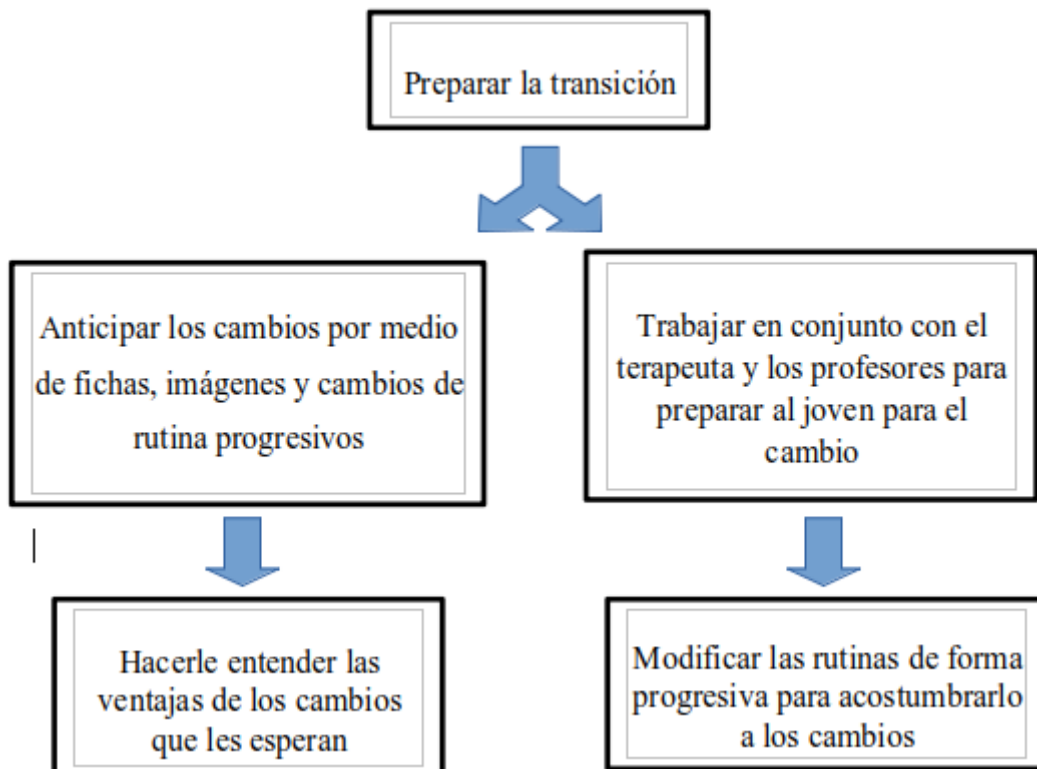 Preparar la transición
Anticipar los cambios por medio
de fichas, imágenes y cambios de
rutina progresivos
Trabajar en conjunto con el
terapeuta y los profesores para
preparar al joven para el
cambio
Hacerle entender las
ventajas de los cambios
que les esperan
Modificar las rutinas de forma
progresiva para acostumbrarlo
a los cambios